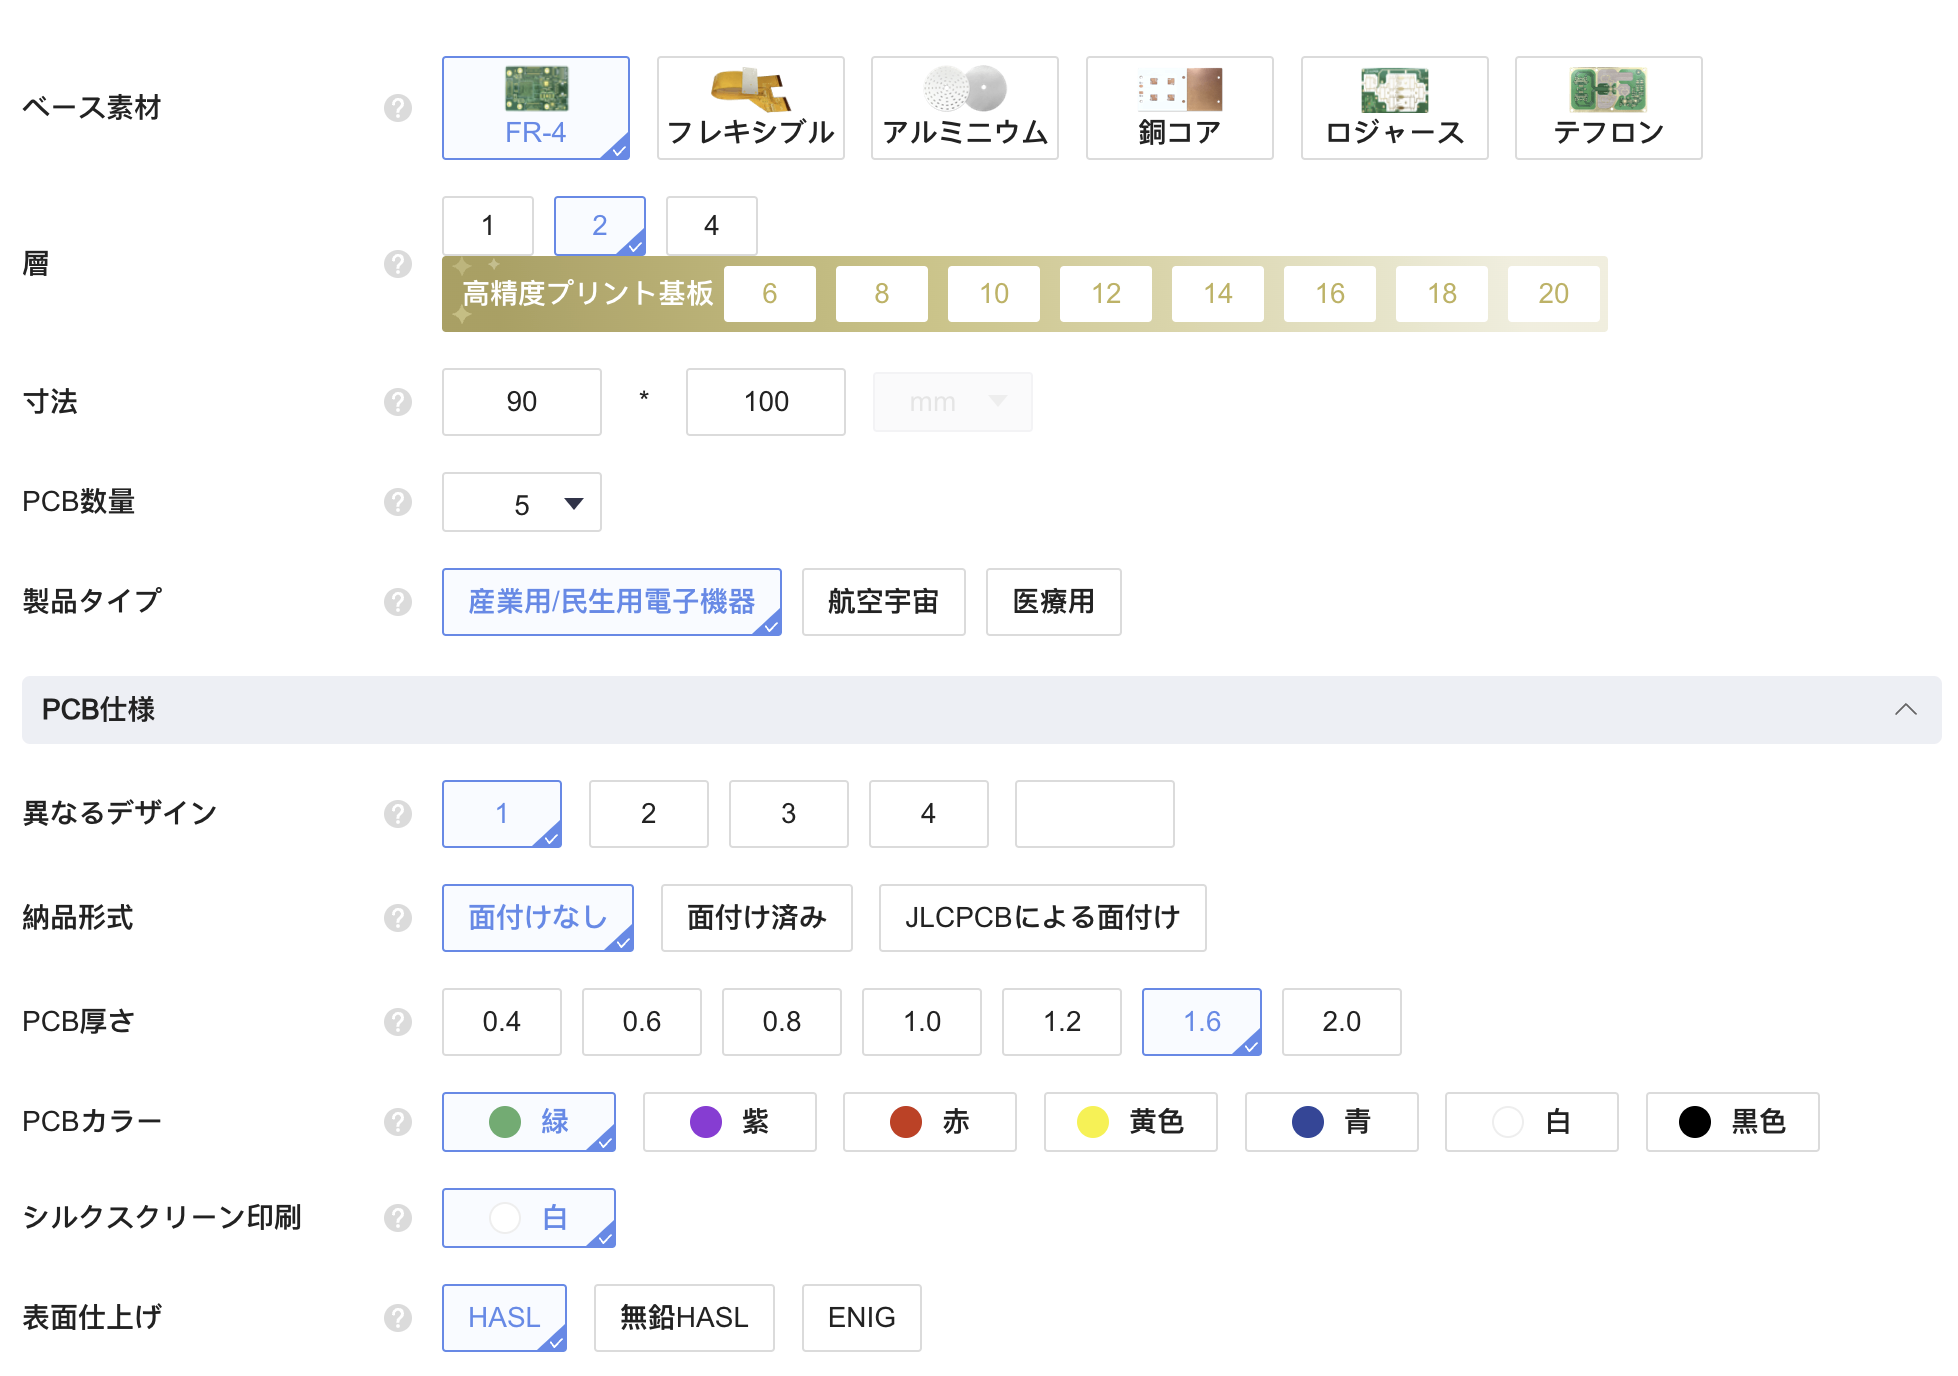 ベース素材 ? FR-4 フレキシブル アルミニウム 銅コア ロジャース テフロン
層 ? 1 2 4
高精度プリント基板 6 8 10 12 14 16 18 20
寸法 ? 90 * 100 mm
PCB数量 ? 5
製品タイプ ? 産業用/民生用電子機器 航空宇宙 医療用
PCB仕様
異なるデザイン ? 1 2 3 4
納品形式 ? 面付けなし 面付け済み JLCPCBによる面付け
PCB厚さ ? 0.4 0.6 0.8 1.0 1.2 1.6 2.0
PCBカラー ? 緑 紫 赤 黄色 青 白 黒色
シルクスクリーン印刷 ? 白
表面仕上げ ? HASL 無鉛HASL ENIG